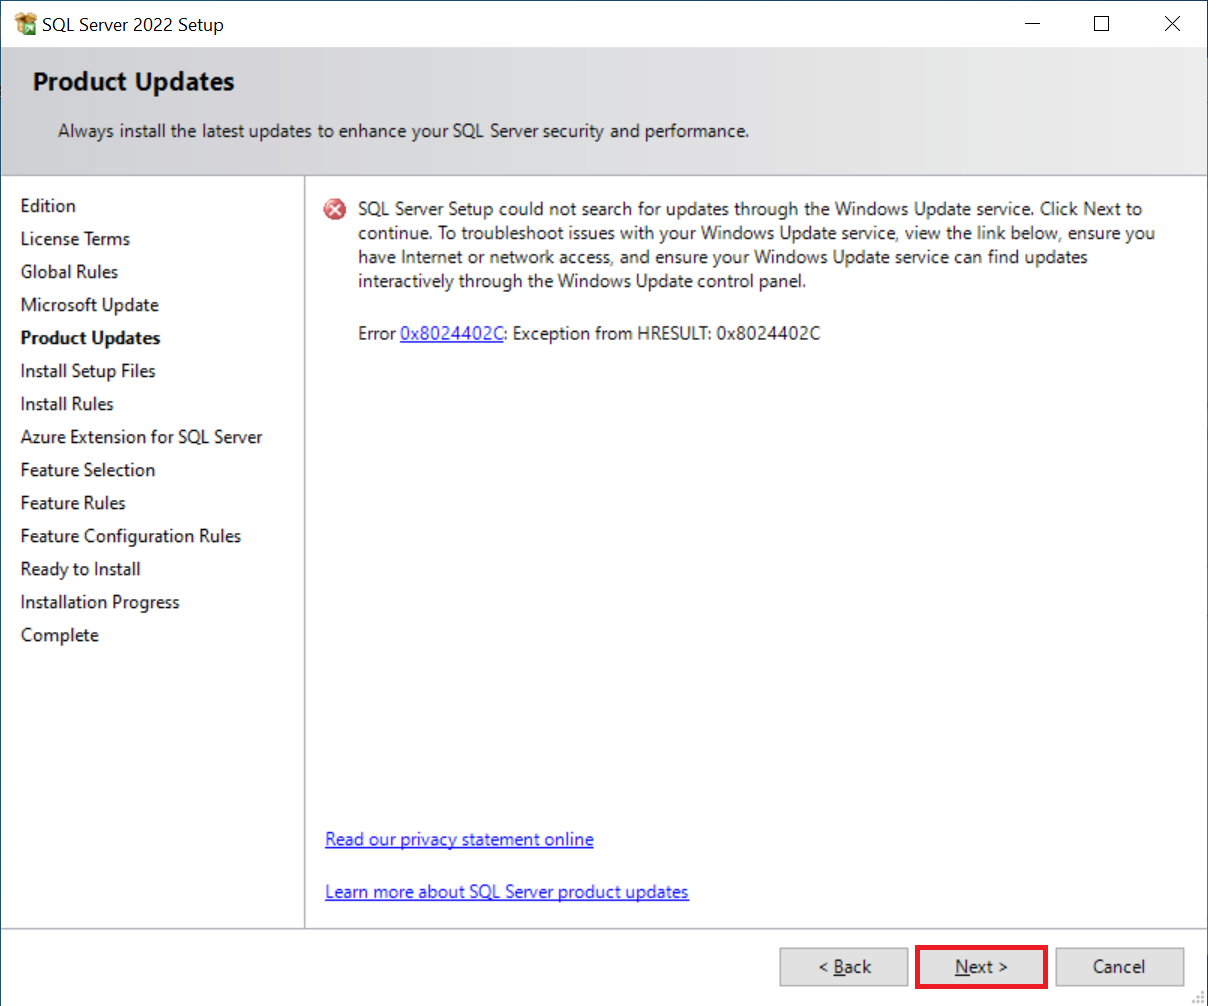 SQL Server 2022 Setup
Product Updates
Always install the latest updates to enhance your SQL Server security and performance.
Edition
License Terms
Global Rules
Microsoft Update
Product Updates
Install Setup Files
Install Rules
Azure Extension for SQL Server
Feature Selection
Feature Rules
Feature Configuration Rules
Ready to Install
Installation Progress
Complete
SQL Server Setup could not search for updates through the Windows Update service. Click Next to
continue. To troubleshoot issues with your Windows Update service, view the link below, ensure you
have Internet or network access, and ensure your Windows Update service can find updates
interactively through the Windows Update control panel.
Error 0x8024402C: Exception from HRESULT: 0x8024402C
Read our privacy statement online
Learn more about SQL Server product updates
< Back
Next >
Cancel